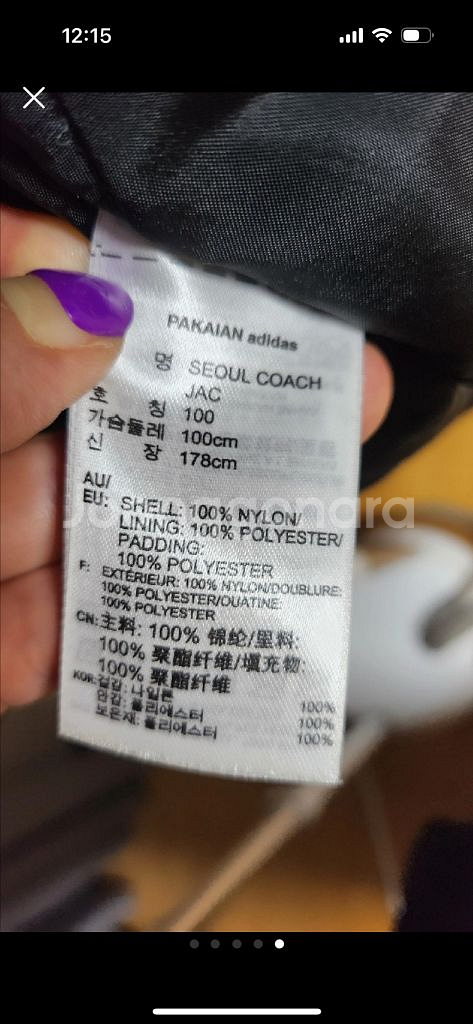 12:15
PAKAIAN adidas
명 SEOUL COACH
JAC
호 칭 100
가슴둘레 100cm
신 장 178cm
AU/
EU: SHELL: 100% NYLON/
LINING: 100% POLYESTER/
PADDING:
100% POLYESTER
F: EXTÉRIEUR: 100% NYLON/DOUBLURE:
100% POLYESTER/OUATINE:
100% POLYESTER
CN:主料: 100% 锦纶/里料:
100% 聚酯纤维/填充物:
100% 聚酯纤维
KOR:겉감: 나일론 100%
안감: 폴리에스터 100%
보온재: 폴리에스터 100%